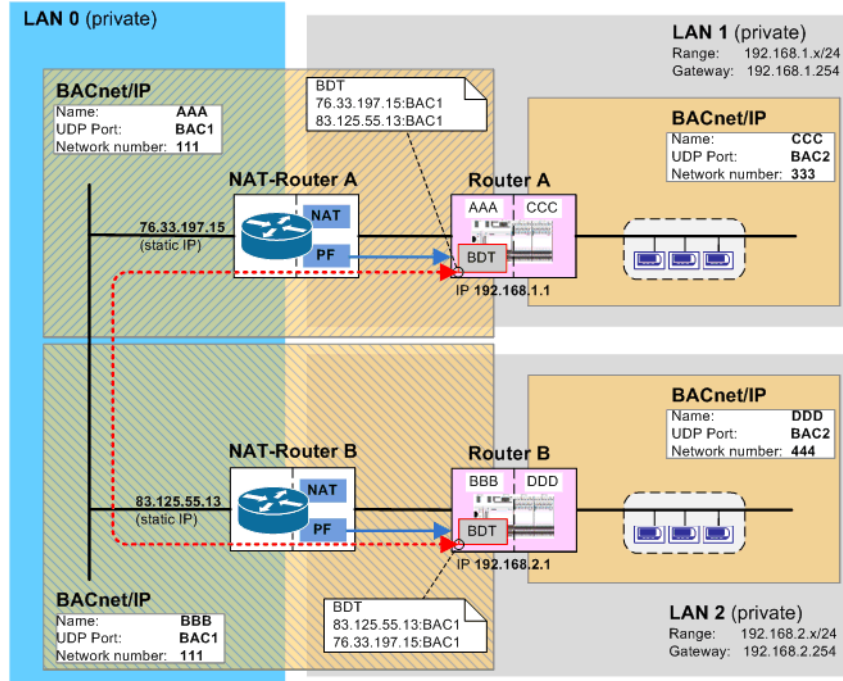 LAN 0 (private)
LAN 1 (private)
Range: 192.168.1.x/24
Gateway: 192.168.1.254
BACnet/IP
Name: AAA
UDP Port: BAC1
Network number: 111
BDT
76.33.197.15:BAC1
83.125.55.13:BAC1
BACnet/IP
Name: CCC
UDP Port: BAC2
Network number: 333
NAT-Router A
Router A
NAT
AAA
CCC
76.33.197.15
(static IP)
PF
BDT
IP 192.168.1.1
BACnet/IP
Name: DDD
UDP Port: BAC2
Network number: 444
NAT-Router B
Router B
NAT
BBB
DDD
83.125.55.13
(static IP)
PF
BDT
IP 192.168.2.1
BACnet/IP
Name: BBB
UDP Port: BAC1
Network number: 111
BDT
83.125.55.13:BAC1
76.33.197.15:BAC1
LAN 2 (private)
Range: 192.168.2.x/24
Gateway: 192.168.2.254